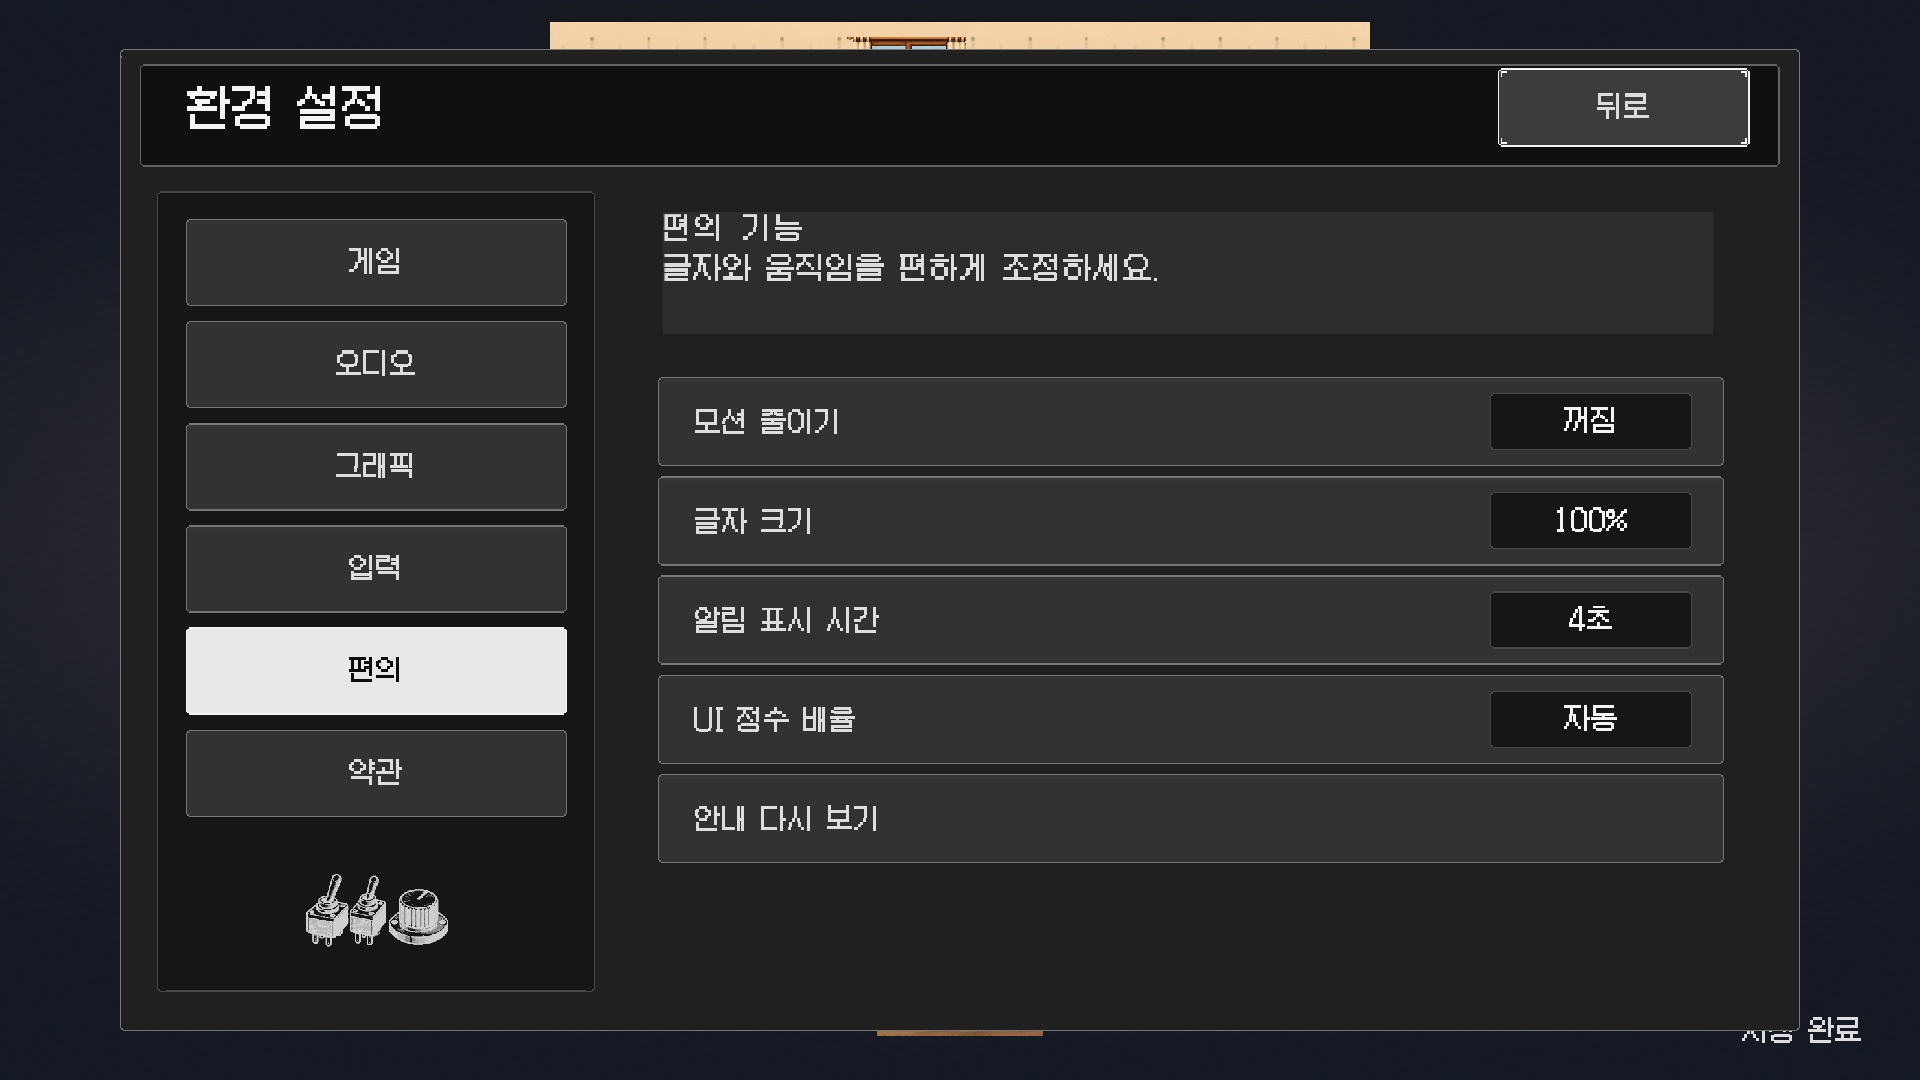 환경 설정
뒤로
게임
오디오
그래픽
입력
편의
약관
편의 기능
글자와 움직임을 편하게 조정하세요.
모션 줄이기
꺼짐
글자 크기
100%
알림 표시 시간
4초
UI 정수 배율
자동
안내 다시 보기
완료